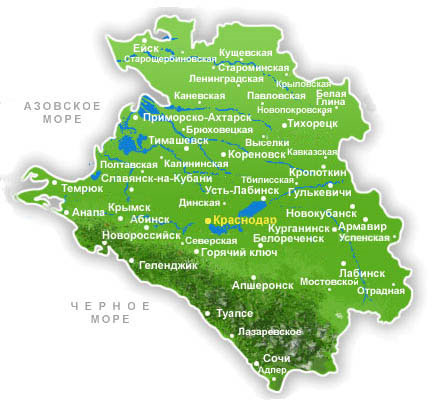 Ейск
Старощербиновская
Кущевская
Староминская
Ленинградская
Крыловская
Каневская
Павловская
Белая
Глина
АЗОВСКОЕ
МОРЕ
Новопокровская
Приморско-Ахтарск
Тихорецк
Брюховецкая
Тимашевск
Выселки
Кореновск
Кавказская
Полтавская
Калининская
Кропоткин
Славянск-на-Кубани
Тбилисская
Темрюк
Усть-Лабинск
Гулькевичи
Динская
Анапа
Крымск
Новокубанск
Абинск
Краснодар
Армавир
Курганинск
Новороссийск
Северская
Успенская
Белореченск
Горячий ключ
Геленджик
Лабинск
Апшеронск
Мостовской
Отрадная
ЧЕРНОЕ
МОРЕ
Туапсе
Лазаревское
Сочи
Адлер